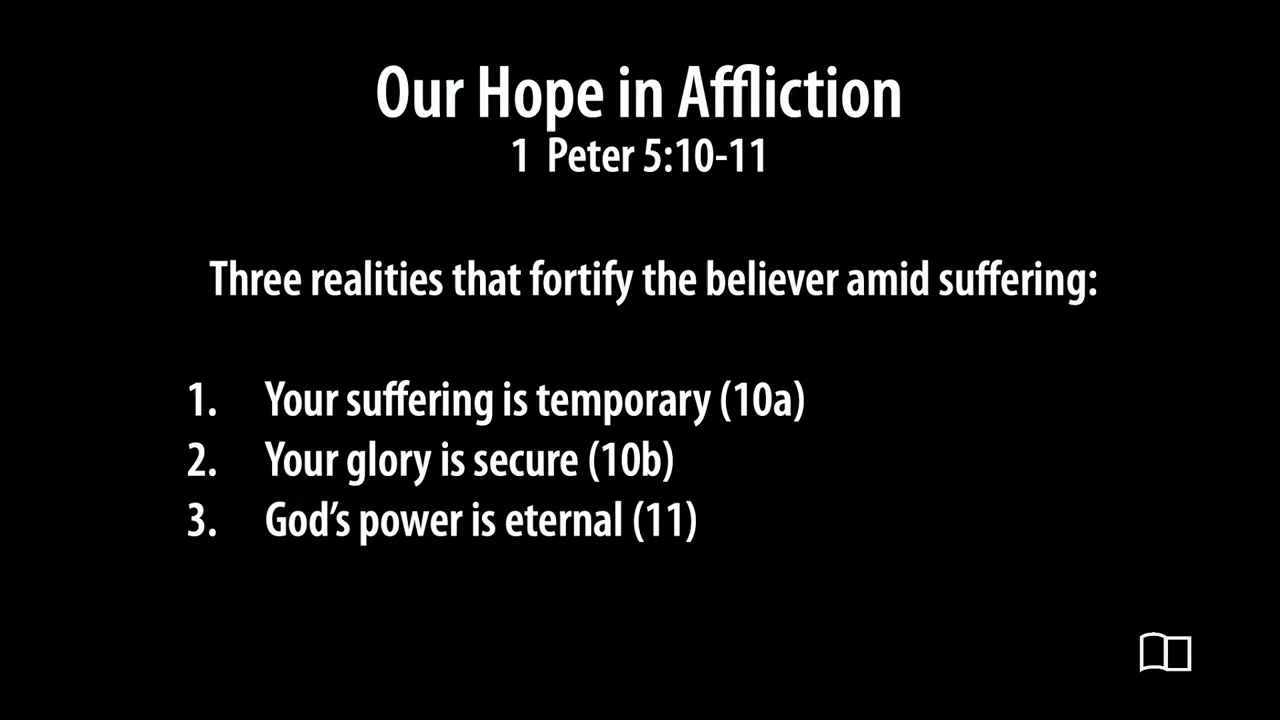 Our Hope in Affliction
1 Peter 5:10-11
Three realities that fortify the believer amid suffering:
1. Your suffering is temporary (10a)
2. Your glory is secure (10b)
3. God’s power is eternal (11)